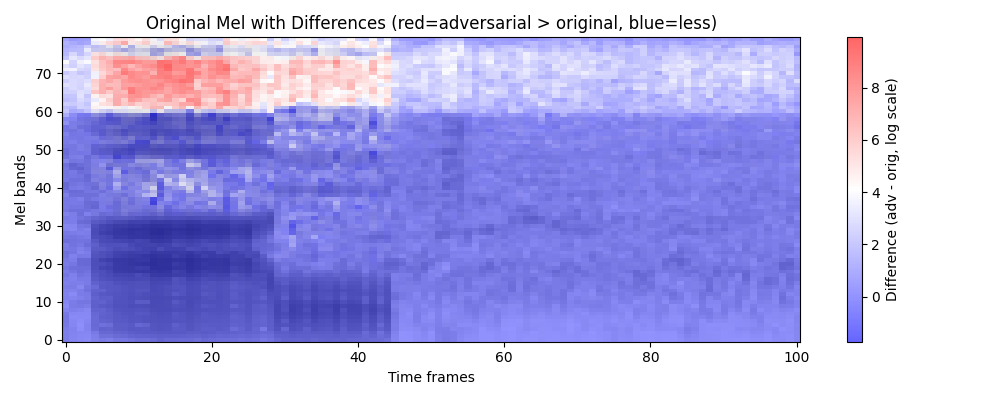 Original Mel with Differences (red=adversarial > original, blue=less)
Mel bands
70
60
50
40
30
20
10
0
0 20 40 60 80 100
Time frames
8
6
4
2
0
Difference (adv - orig, log scale)